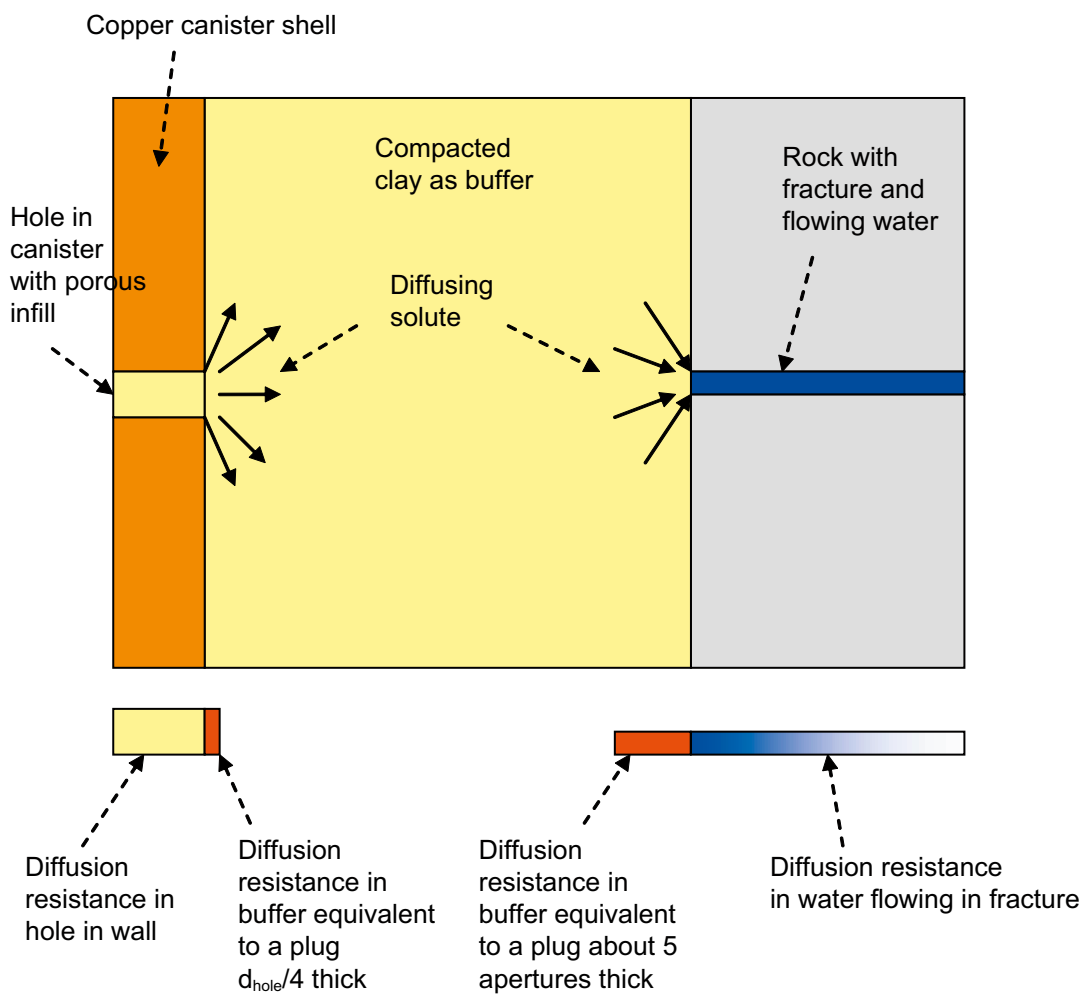 Copper canister shell
Compacted
clay as buffer
Rock with
fracture and
flowing water
Hole in
canister
with porous
infill
Diffusing
solute
Diffusion
resistance in
hole in wall
Diffusion
resistance in
buffer equivalent
to a plug
dhole/4 thick
Diffusion
resistance in
buffer equivalent
to a plug about 5
apertures thick
Diffusion resistance
in water flowing in fracture